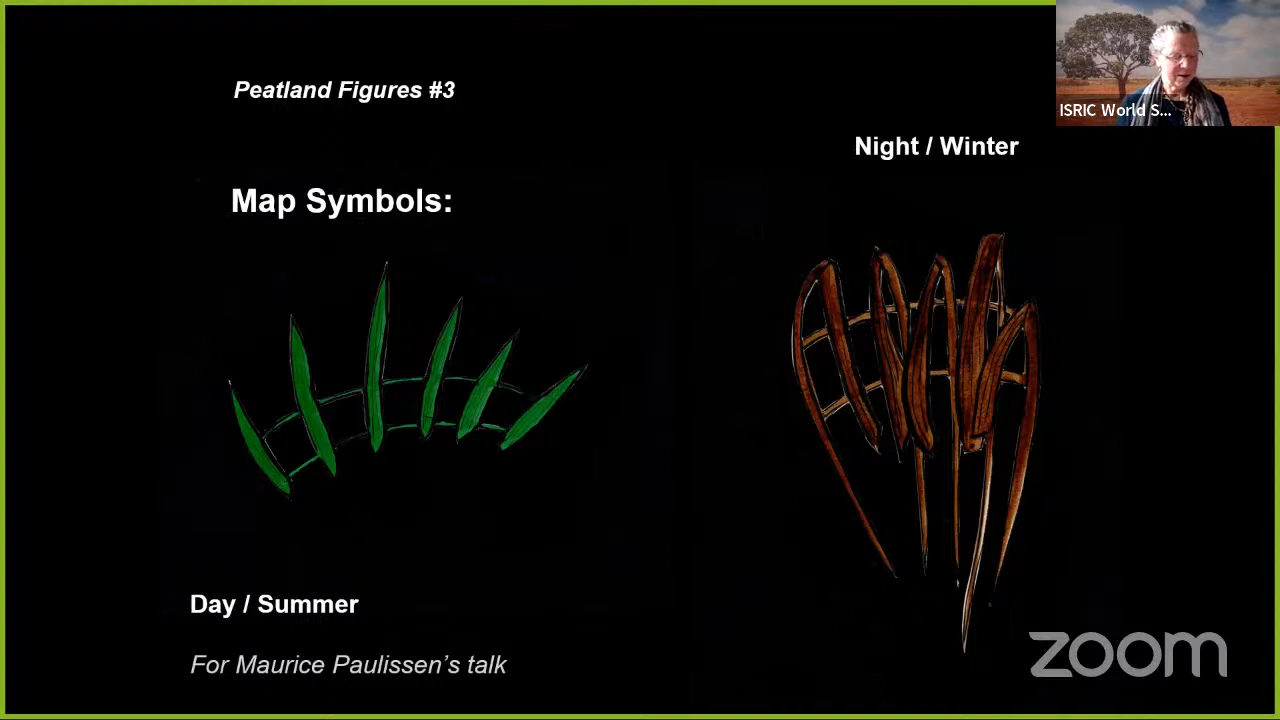 Peatland Figures #3
ISRIC World S...
Night / Winter
Map Symbols:
Day / Summer
For Maurice Paulissen's talk
zoom